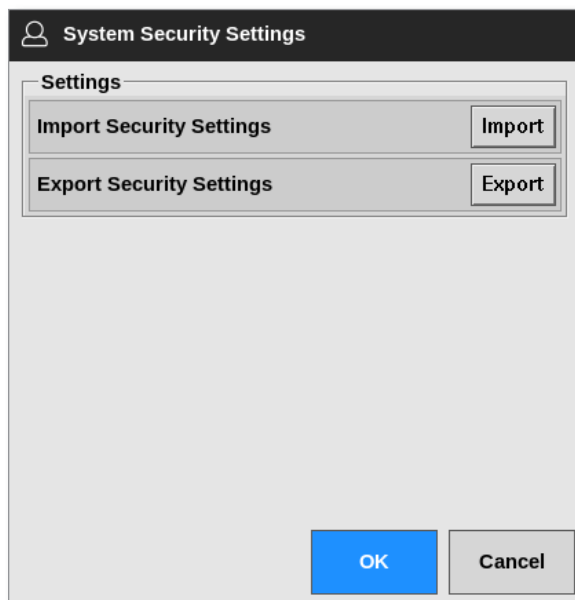 System Security Settings
Settings
Import Security Settings Import
Export Security Settings Export
OK Cancel